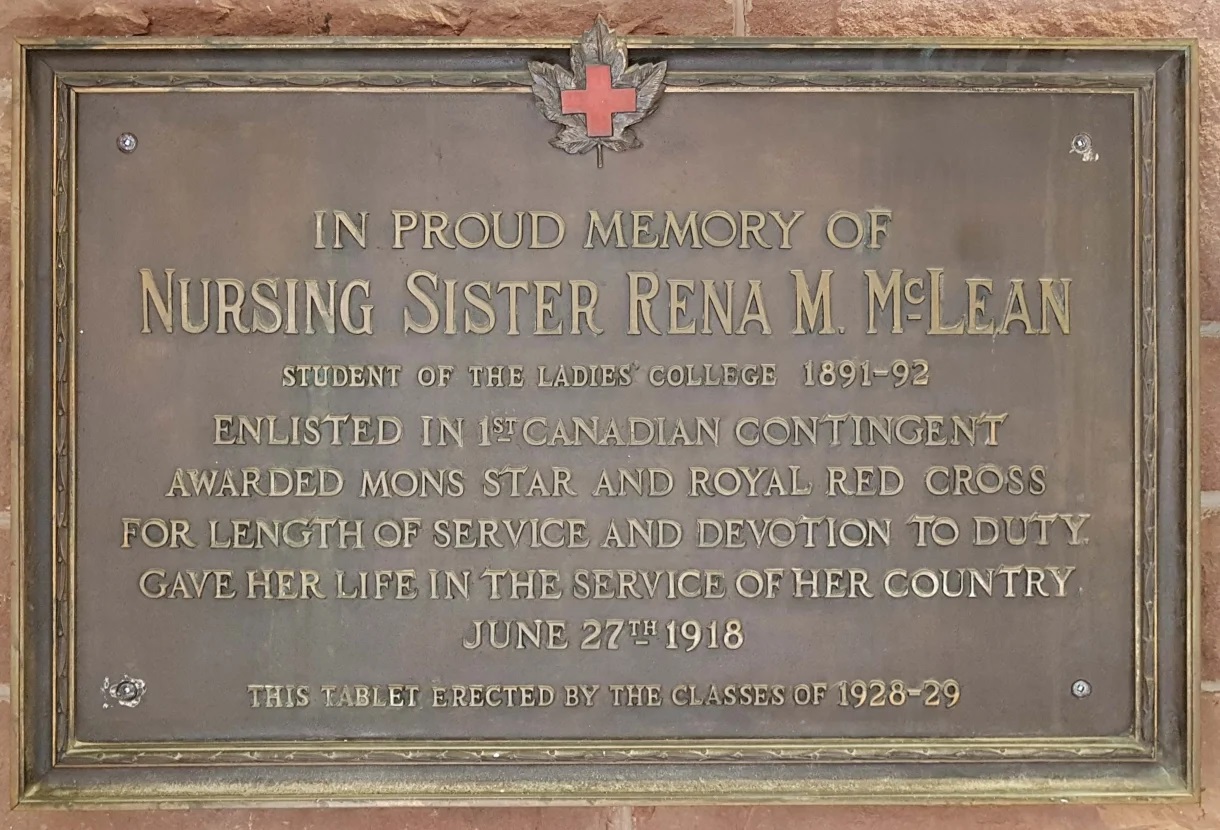 IN PROUD MEMORY OF
NURSING SISTER RENA M. McLEAN
STUDENT OF THE LADIES' COLLEGE 1891-92
ENLISTED IN 1ST CANADIAN CONTINGENT
AWARDED MONS STAR AND ROYAL RED CROSS
FOR LENGTH OF SERVICE AND DEVOTION TO DUTY.
GAVE HER LIFE IN THE SERVICE OF HER COUNTRY
JUNE 27TH 1918
THIS TABLET ERECTED BY THE CLASSES OF 1928-29